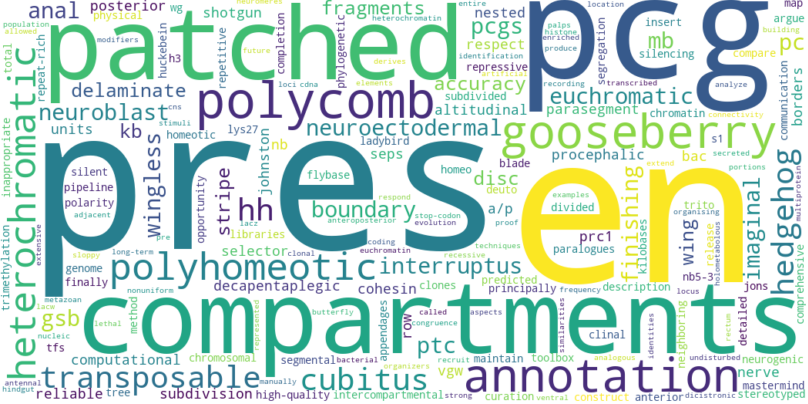 population
allowed
physical
wg
neuromeres
heterochromatin
entire
location
map
anal
posterior
shotgun
fragments
nested
palps
histone
insert
argue
building
modifiers
huckebein
h3
repetitive
completion
phylogenetic
derives
future
elements
pcgs
mb
enriched
produce
segregation
pc
total
repeat-rich
patched
pcg
respect
silencing
identification
artificial
compare
delaminate
cns
stimuli
loci
cdna
accuracy
repressive
subdivided
transcribed
recording
analyze
inappropriate
neuroblast
homeotic
lys27
polycomb
altitudinal
euchromatic
chromatin
connectivity
communication
borders
units
kb
neuroectodermal
parasegment
s1
secreted
heterochromatic
silent
wingless
nb
johnston
ladybird
seps
gooseberry
bac
blade
procephalic
extend
portions
pipeline
polarity
adjacent
opportunity
stripe
hh
flybase
homeo
disc
deuto
respond
examples
divided
finishing
kilobases
trito
organising
wing
release
imaginal
hedgehog
multiprotein
pres
en
boundary
lacz
anteroposterior
stop-codon
evolution
a/p
proof
prc1
paralogues
holometabolous
extensive
trimethylation
sloppy
long-term
pre
selector
libraries
clonal
interruptus
coding
euchromatin
techniques
recessive
predicted
nb5-3
locus
comprehensive
genome
finally
polyhomeotic
decapentaplegic
cohesin
clones
principally
frequency
description
jons
metazoan
lacw
gsb
lethal
method
nonuniform
compartments
represented
butterfly
called
congruence
row
appendages
ptc
recruit
similarities
clinal
toolbox
identities
neighboring
detailed
rectum
nucleic
tfs
computational
chromosomal
segmental
bacterial
maintain
organizers
aspects
analogous
undisturbed
neurogenic
antennal
hindgut
transposable
cubitus
annotation
vgw
nerve
mastermind
reliable
tree
subdivision
high-quality
manually
intercompartmental
strong
curation
ventral
construct
anterior
dicistronic
stereotyped